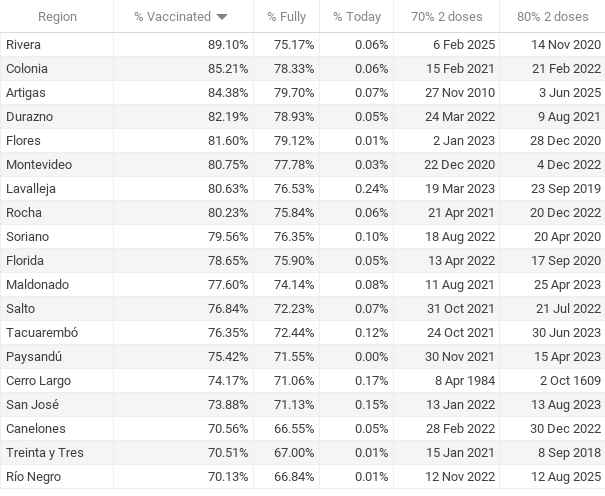 Region % Vaccinated % Fully % Today 70% 2 doses 80% 2 doses
Rivera 89.10% 75.17% 0.06% 6 Feb 2025 14 Nov 2020
Colonia 85.21% 78.33% 0.06% 15 Feb 2021 21 Feb 2022
Artigas 84.38% 79.70% 0.07% 27 Nov 2010 3 Jun 2025
Durazno 82.19% 78.93% 0.05% 24 Mar 2022 9 Aug 2021
Flores 81.60% 79.12% 0.01% 2 Jan 2023 28 Dec 2020
Montevideo 80.75% 77.78% 0.03% 22 Dec 2020 4 Dec 2022
Lavalleja 80.63% 76.53% 0.24% 19 Mar 2023 23 Sep 2019
Rocha 80.23% 75.84% 0.06% 21 Apr 2021 20 Dec 2022
Soriano 79.56% 76.35% 0.10% 18 Aug 2022 20 Apr 2020
Florida 78.65% 75.90% 0.05% 13 Apr 2022 17 Sep 2020
Maldonado 77.60% 74.14% 0.08% 11 Aug 2021 25 Apr 2023
Salto 76.84% 72.23% 0.07% 31 Oct 2021 21 Jul 2022
Tacuarembó 76.35% 72.44% 0.12% 24 Oct 2021 30 Jun 2023
Paysandú 75.42% 71.55% 0.00% 30 Nov 2021 15 Apr 2023
Cerro Largo 74.17% 71.06% 0.17% 8 Apr 1984 2 Oct 1609
San José 73.88% 71.13% 0.15% 13 Jan 2022 13 Aug 2023
Canelones 70.56% 66.55% 0.05% 28 Feb 2022 30 Dec 2022
Treinta y Tres 70.51% 67.00% 0.01% 15 Jan 2021 8 Sep 2018
Río Negro 70.13% 66.84% 0.01% 12 Nov 2022 12 Aug 2025